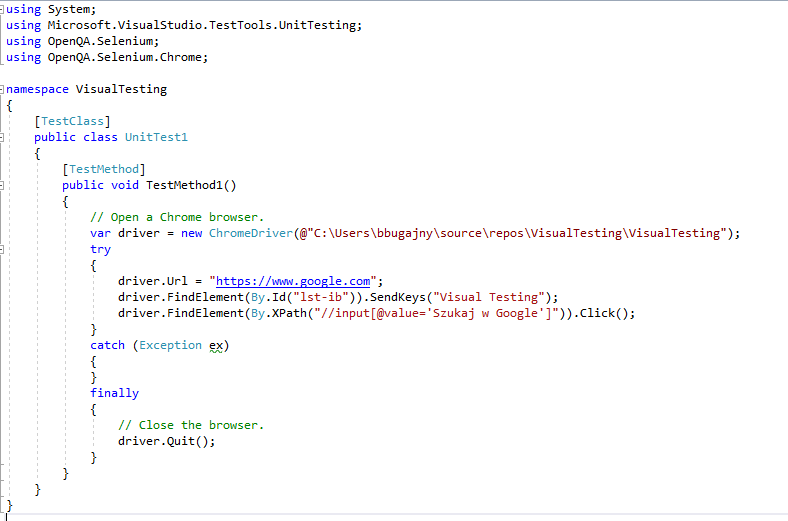 using System;
using Microsoft.VisualStudio.TestTools.UnitTesting;
using OpenQA.Selenium;
using OpenQA.Selenium.Chrome;

namespace VisualTesting
{
    [TestClass]
    public class UnitTest1
    {
        [TestMethod]
        public void TestMethod1()
        {
            // Open a Chrome browser.
            var driver = new ChromeDriver(@"C:\Users\bbugajny\source\repos\VisualTesting\VisualTesting");
            try
            {
                driver.Url = "https://www.google.com";
                driver.FindElement(By.Id("lst-ib")).SendKeys("Visual Testing");
                driver.FindElement(By.XPath("//input[@value='Szukaj w Google']")).Click();
            }
            catch (Exception ex)
            {
            }
            finally
            {
                // Close the browser.
                driver.Quit();
            }
        }
    }
}